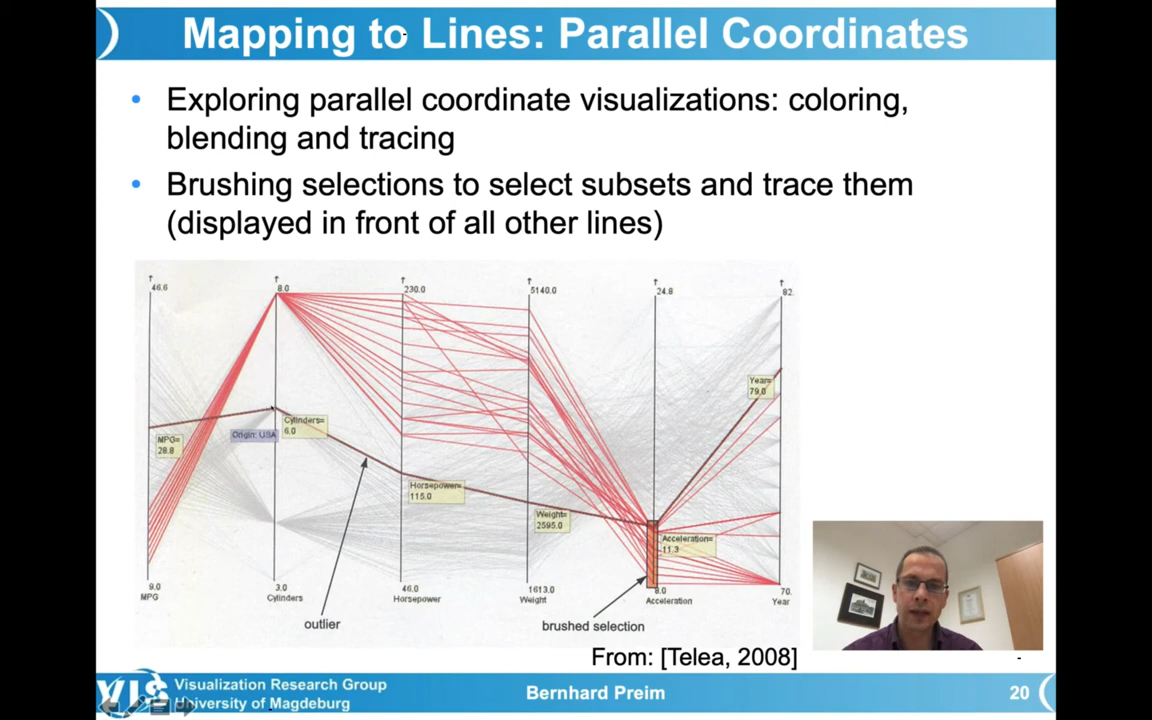 Mapping to Lines: Parallel Coordinates
• Exploring parallel coordinate visualizations: coloring,
blending and tracing
• Brushing selections to select subsets and trace them
(displayed in front of all other lines)
46.6
8.0
230.0
5140.0
24.8
82.
Year=
79.0
Cylinders=
6.0
MPG=
28.8
Origin: USA
Horsepower=
115.0
Weight=
2595.0
Acceleration=
11.3
9.0
MPG
3.0
Cylinders
46.0
Horsepower
1613.0
Weight
8.0
Acceleration
70.
Year
outlier
brushed selection
From: [Telea, 2008]
VIS
Visualization Research Group
University of Magdeburg
Bernhard Preim
20